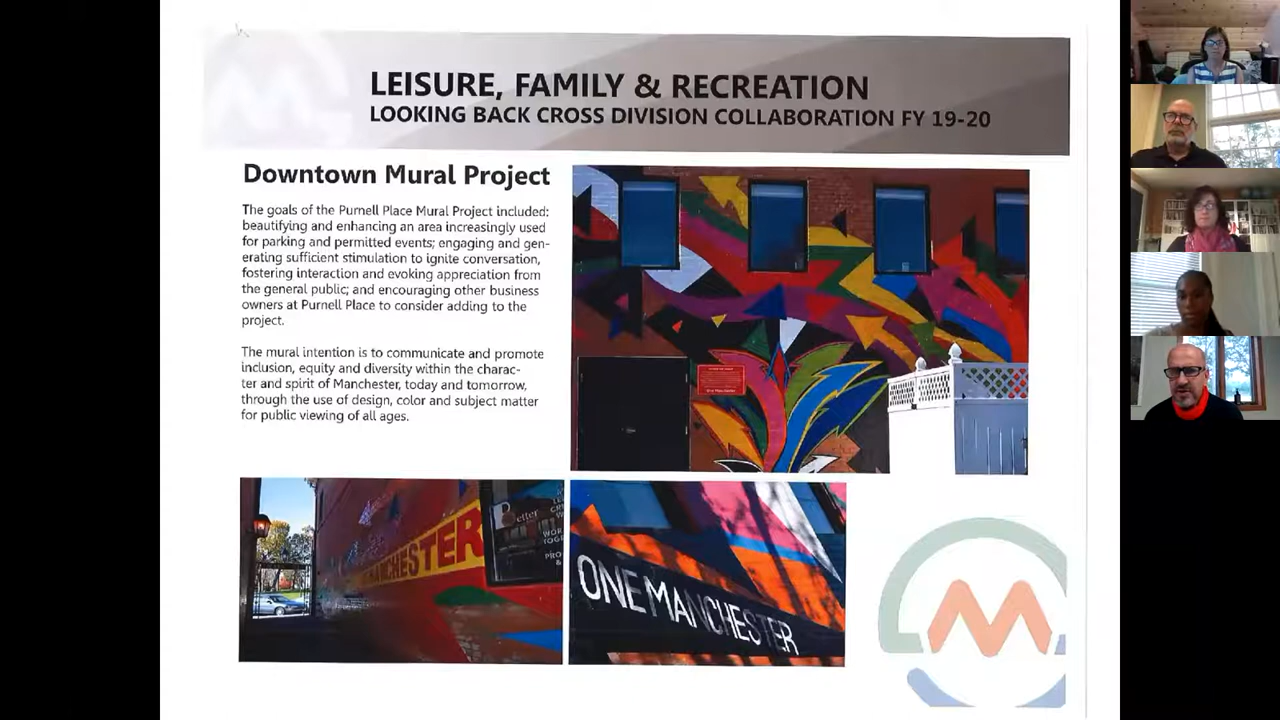 LEISURE, FAMILY & RECREATION
LOOKING BACK CROSS DIVISION COLLABORATION FY 19-20
Downtown Mural Project
The goals of the Purnell Place Mural Project included:
beautifying and enhancing an area increasingly used
for parking and permitted events; engaging and gen-
erating sufficient stimulation to ignite conversation,
fostering interaction and evoking appreciation from
the general public; and encouraging other business
owners at Purnell Place to consider adding to the
project.
The mural intention is to communicate and promote
inclusion, equity and diversity within the charac-
ter and spirit of Manchester, today and tomorrow,
through the use of design, color and subject matter
for public viewing of all ages.
MANCHESTER
Better
ONE MANCHESTER
M